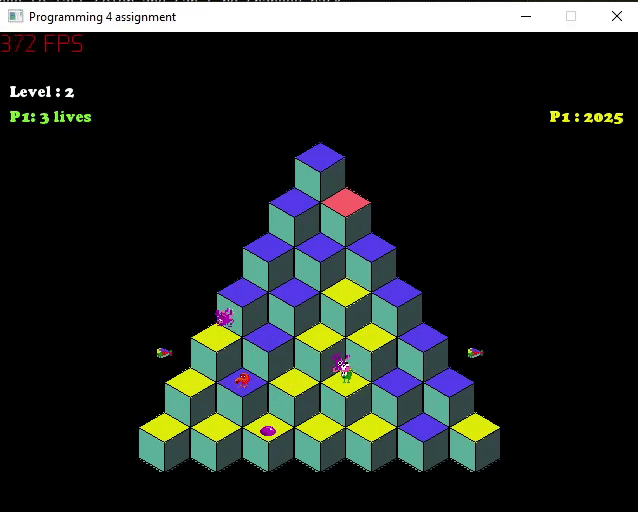 Programming 4 assignment
372 FPS
Level : 2
P1: 3 lives
P1 : 2025